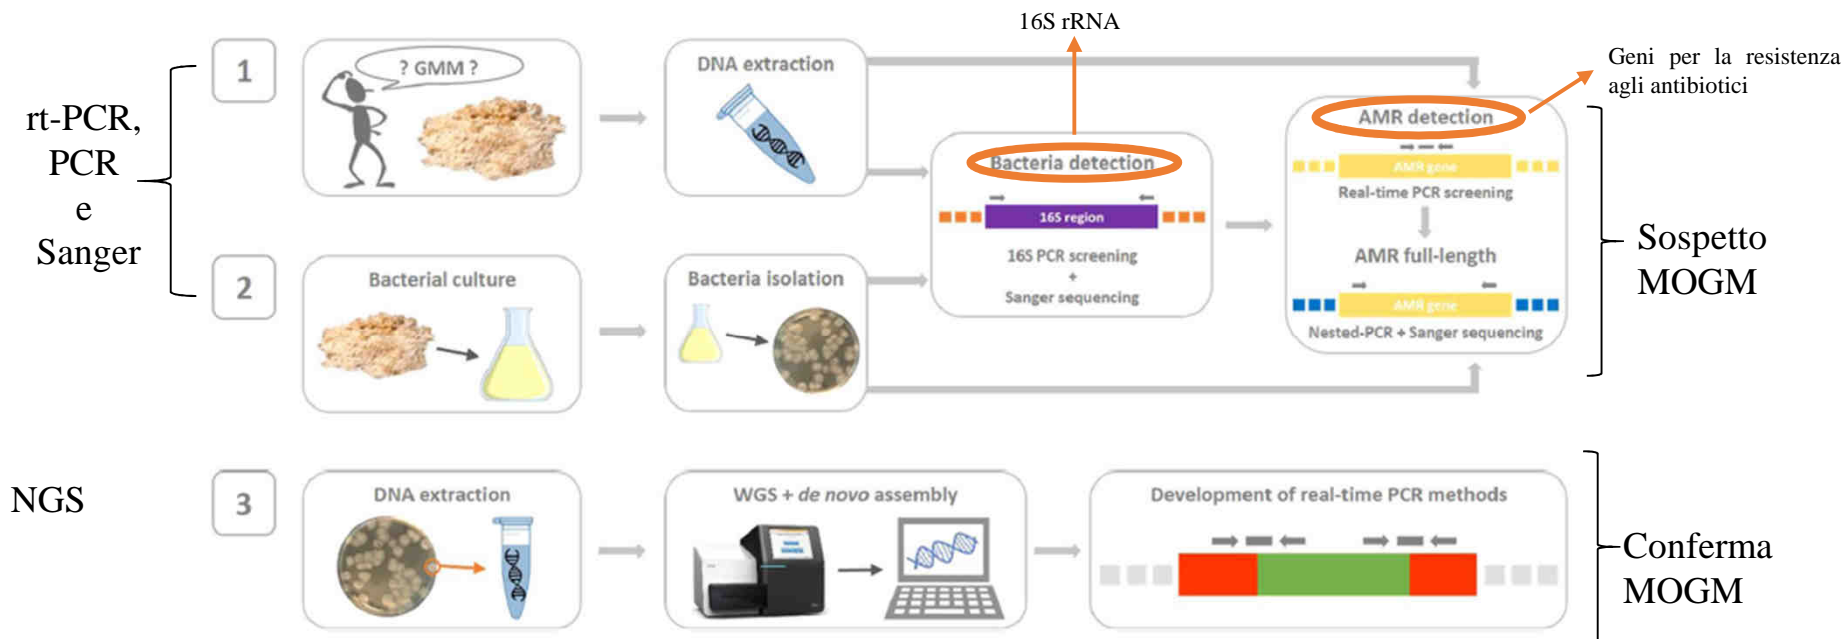 16S rRNA
Geni per la resistenza
agli antibiotici
rt-PCR,
PCR
e
Sanger
1
? GMM ?
DNA extraction
Bacteria detection
16S region
16S PCR screening
+
Sanger sequencing
AMR detection
AMR gene
Real-time PCR screening
AMR full-length
AMR gene
Nested-PCR + Sanger sequencing
Sospetto
MOGM
2
Bacterial culture
Bacteria isolation
NGS
3
DNA extraction
WGS + de novo assembly
Development of real-time PCR methods
Conferma
MOGM